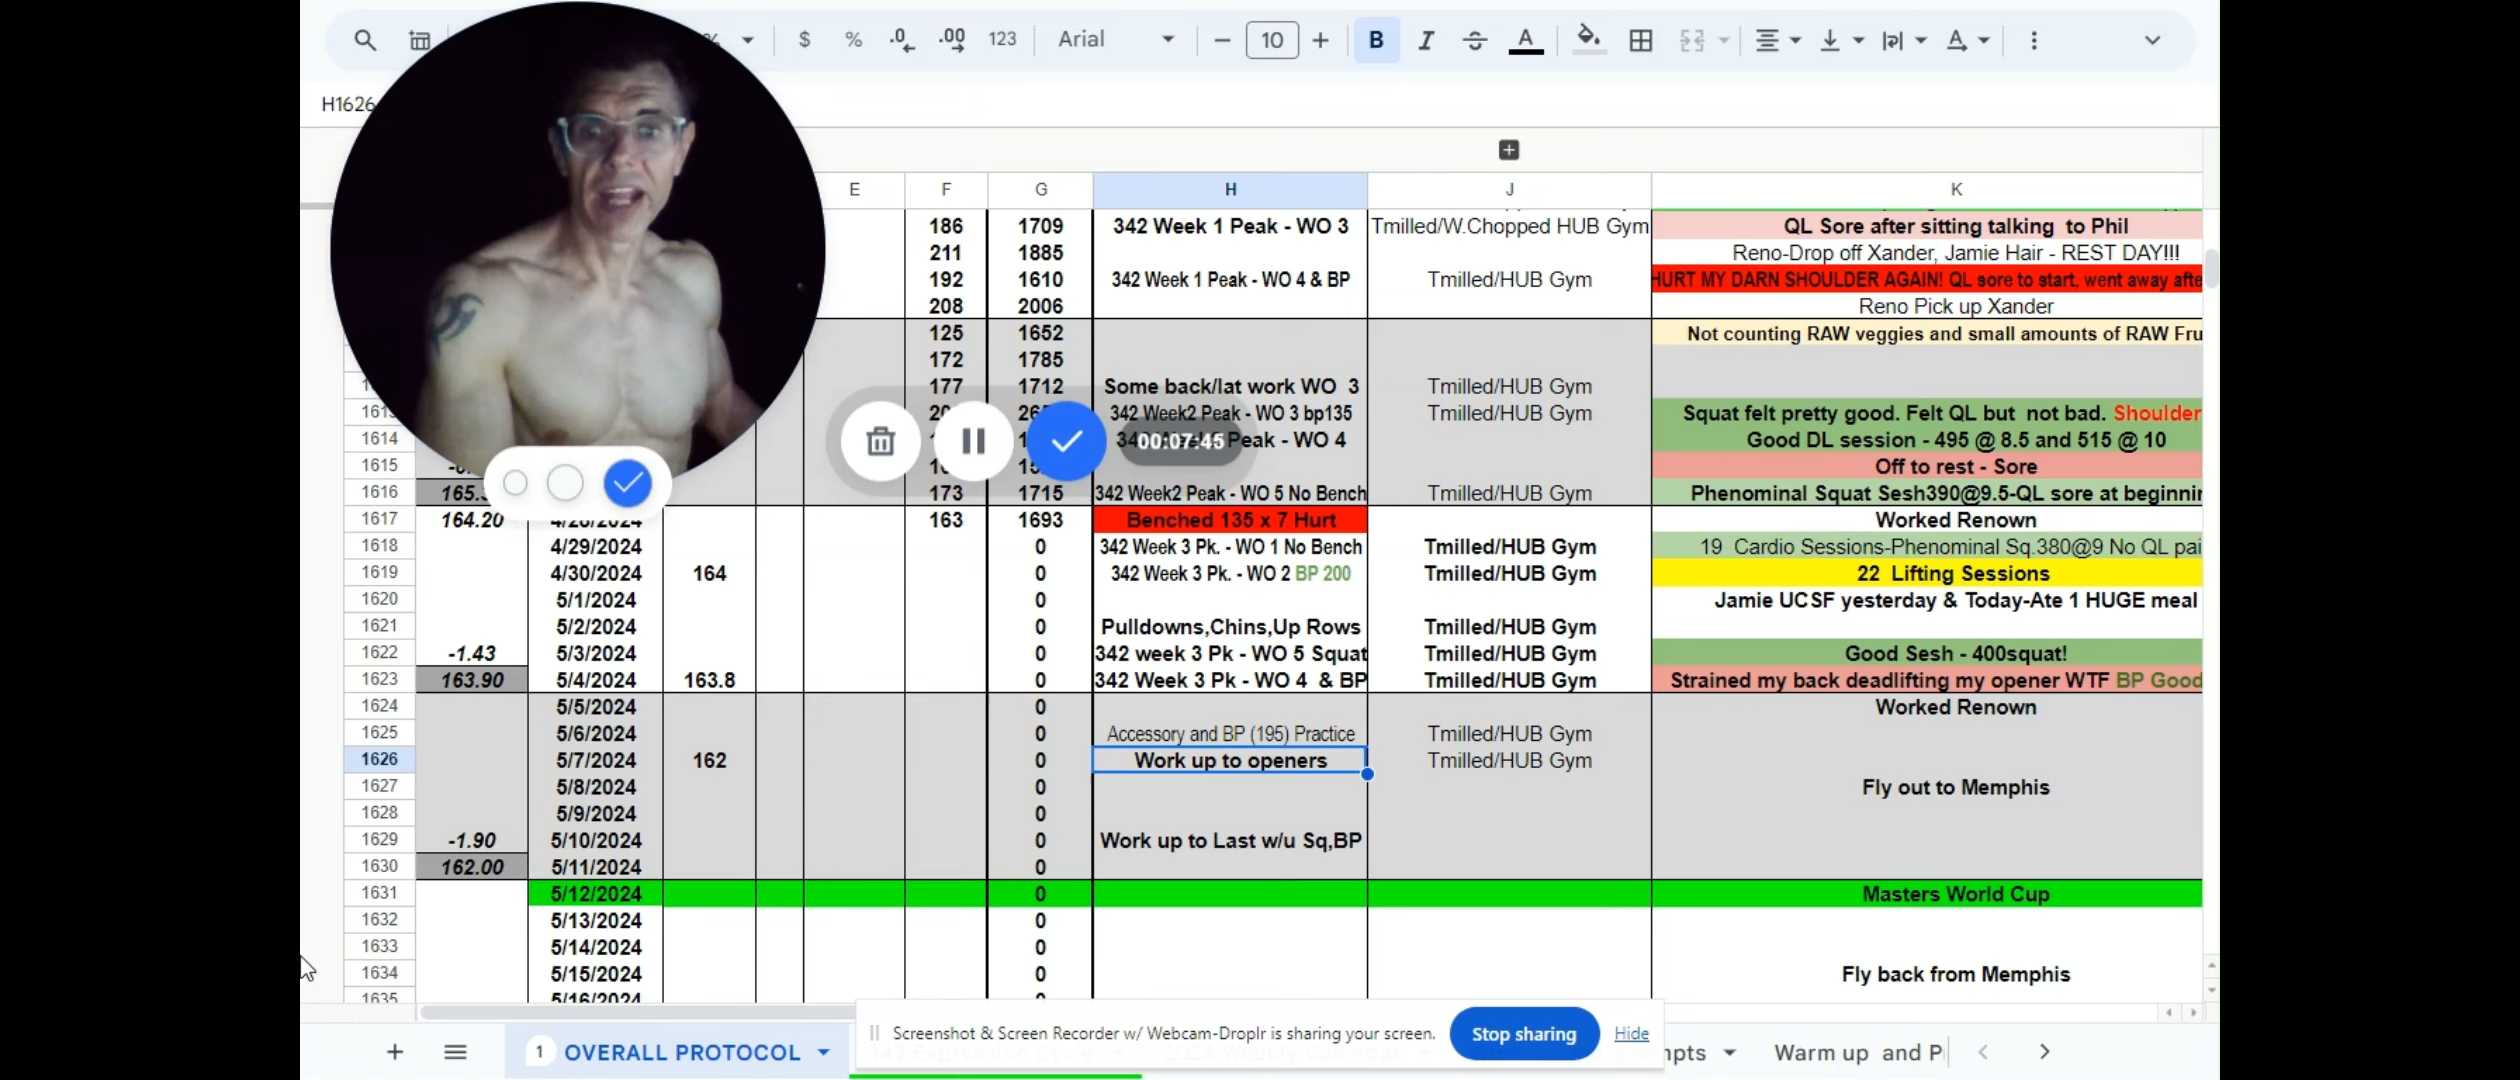 % $ % .0 .00 123 Arial 10 B I A
H1626
E F G H J K
186 1709 342 Week 1 Peak - WO 3 Tmilled/W.Chopped HUB Gym QL Sore after sitting talking to Phil
211 1885 Reno-Drop off Xander, Jamie Hair - REST DAY!!!
192 1610 342 Week 1 Peak - WO 4 & BP Tmilled/HUB Gym HURT MY DARN SHOULDER AGAIN! QL sore to start, went away afte
208 2006 Reno Pick up Xander
125 1652 Not counting RAW veggies and small amounts of RAW Fru
172 1785
177 1712 Some back/lat work WO 3 Tmilled/HUB Gym
342 Week2 Peak - WO 3 bp135 Tmilled/HUB Gym Squat felt pretty good. Felt QL but not bad. Shoulder
1614 Peak - WO 4 Good DL session - 495 @ 8.5 and 515 @ 10
00:07:45
1615 Off to rest - Sore
1616 173 1715 342 Week2 Peak - WO 5 No Bench Tmilled/HUB Gym Phenominal Squat Sesh390@9.5-QL sore at beginnin
1617 164.20 4/28/2024 163 1693 Benched 135 x 7 Hurt Worked Renown
1618 4/29/2024 0 342 Week 3 Pk. - WO 1 No Bench Tmilled/HUB Gym 19 Cardio Sessions-Phenominal Sq.380@9 No QL pai
1619 4/30/2024 164 0 342 Week 3 Pk. - WO 2 BP 200 Tmilled/HUB Gym 22 Lifting Sessions
1620 5/1/2024 0 Jamie UCSF yesterday & Today-Ate 1 HUGE meal
1621 5/2/2024 0 Pulldowns,Chins,Up Rows Tmilled/HUB Gym
1622 -1.43 5/3/2024 0 342 week 3 Pk - WO 5 Squat Tmilled/HUB Gym Good Sesh - 400squat!
1623 163.90 5/4/2024 163.8 0 342 Week 3 Pk - WO 4 & BP Tmilled/HUB Gym Strained my back deadlifting my opener WTF BP Good
1624 5/5/2024 0 Worked Renown
1625 5/6/2024 0 Accessory and BP (195) Practice Tmilled/HUB Gym
1626 5/7/2024 162 0 Work up to openers Tmilled/HUB Gym
1627 5/8/2024 0 Fly out to Memphis
1628 5/9/2024 0
1629 -1.90 5/10/2024 0 Work up to Last w/u Sq,BP
1630 162.00 5/11/2024 0
1631 5/12/2024 0 Masters World Cup
1632 5/13/2024 0
1633 5/14/2024 0
1634 5/15/2024 0 Fly back from Memphis
1635 5/16/2024 0
Screenshot & Screen Recorder w/ Webcam-Droplr is sharing your screen. Stop sharing Hide
1 OVERALL PROTOCOL Warm up and P